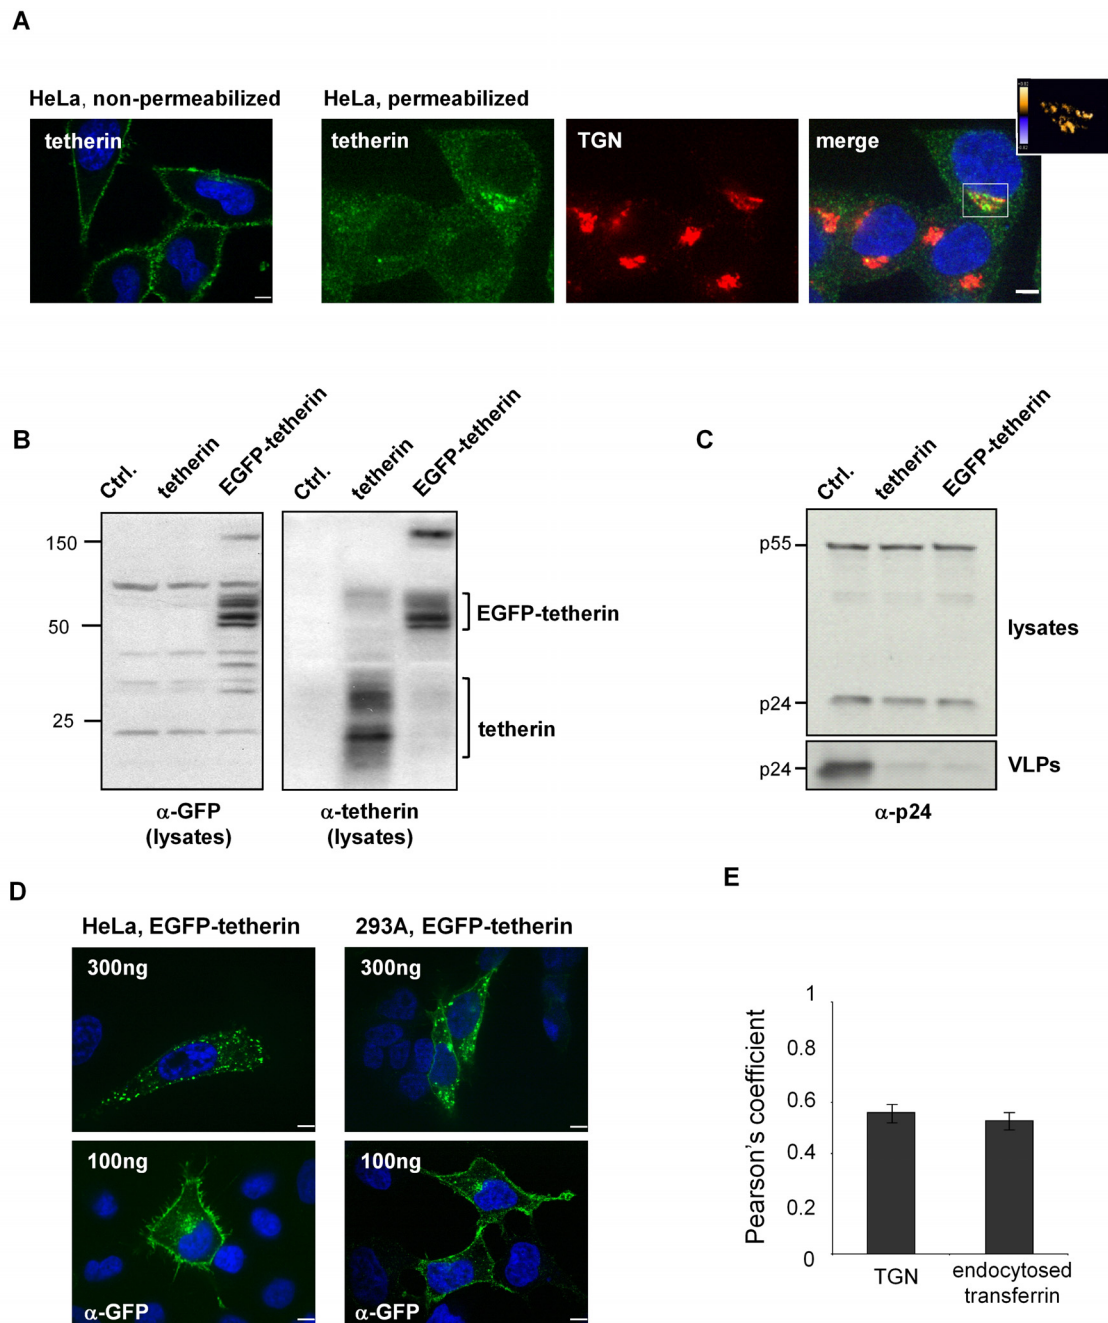 A
HeLa, non-permeabilized
HeLa, permeabilized
tetherin
tetherin
TGN
merge
B
Ctrl.
tetherin
EGFP-tetherin
Ctrl.
tetherin
EGFP-tetherin
150
50
25
EGFP-tetherin
tetherin
α-GFP
(lysates)
α-tetherin
(lysates)
C
Ctrl.
tetherin
EGFP-tetherin
p55
p24
lysates
p24
VLPs
α-p24
D
HeLa, EGFP-tetherin
293A, EGFP-tetherin
300ng
300ng
100ng
100ng
α-GFP
α-GFP
E
Pearson's coefficient
1
0.8
0.6
0.4
0.2
0
TGN
endocytosed
transferrin